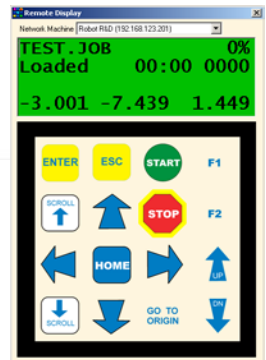 Remote Display
Network Machine Robot R&D (192.168.123.201)
TEST.JOB 0%
Loaded 00:00 0000
-3.001 -7.439 1.449
ENTER ESC START F1
SCROLL STOP F2
HOME UP
SCROLL GO TO ORIGIN DN